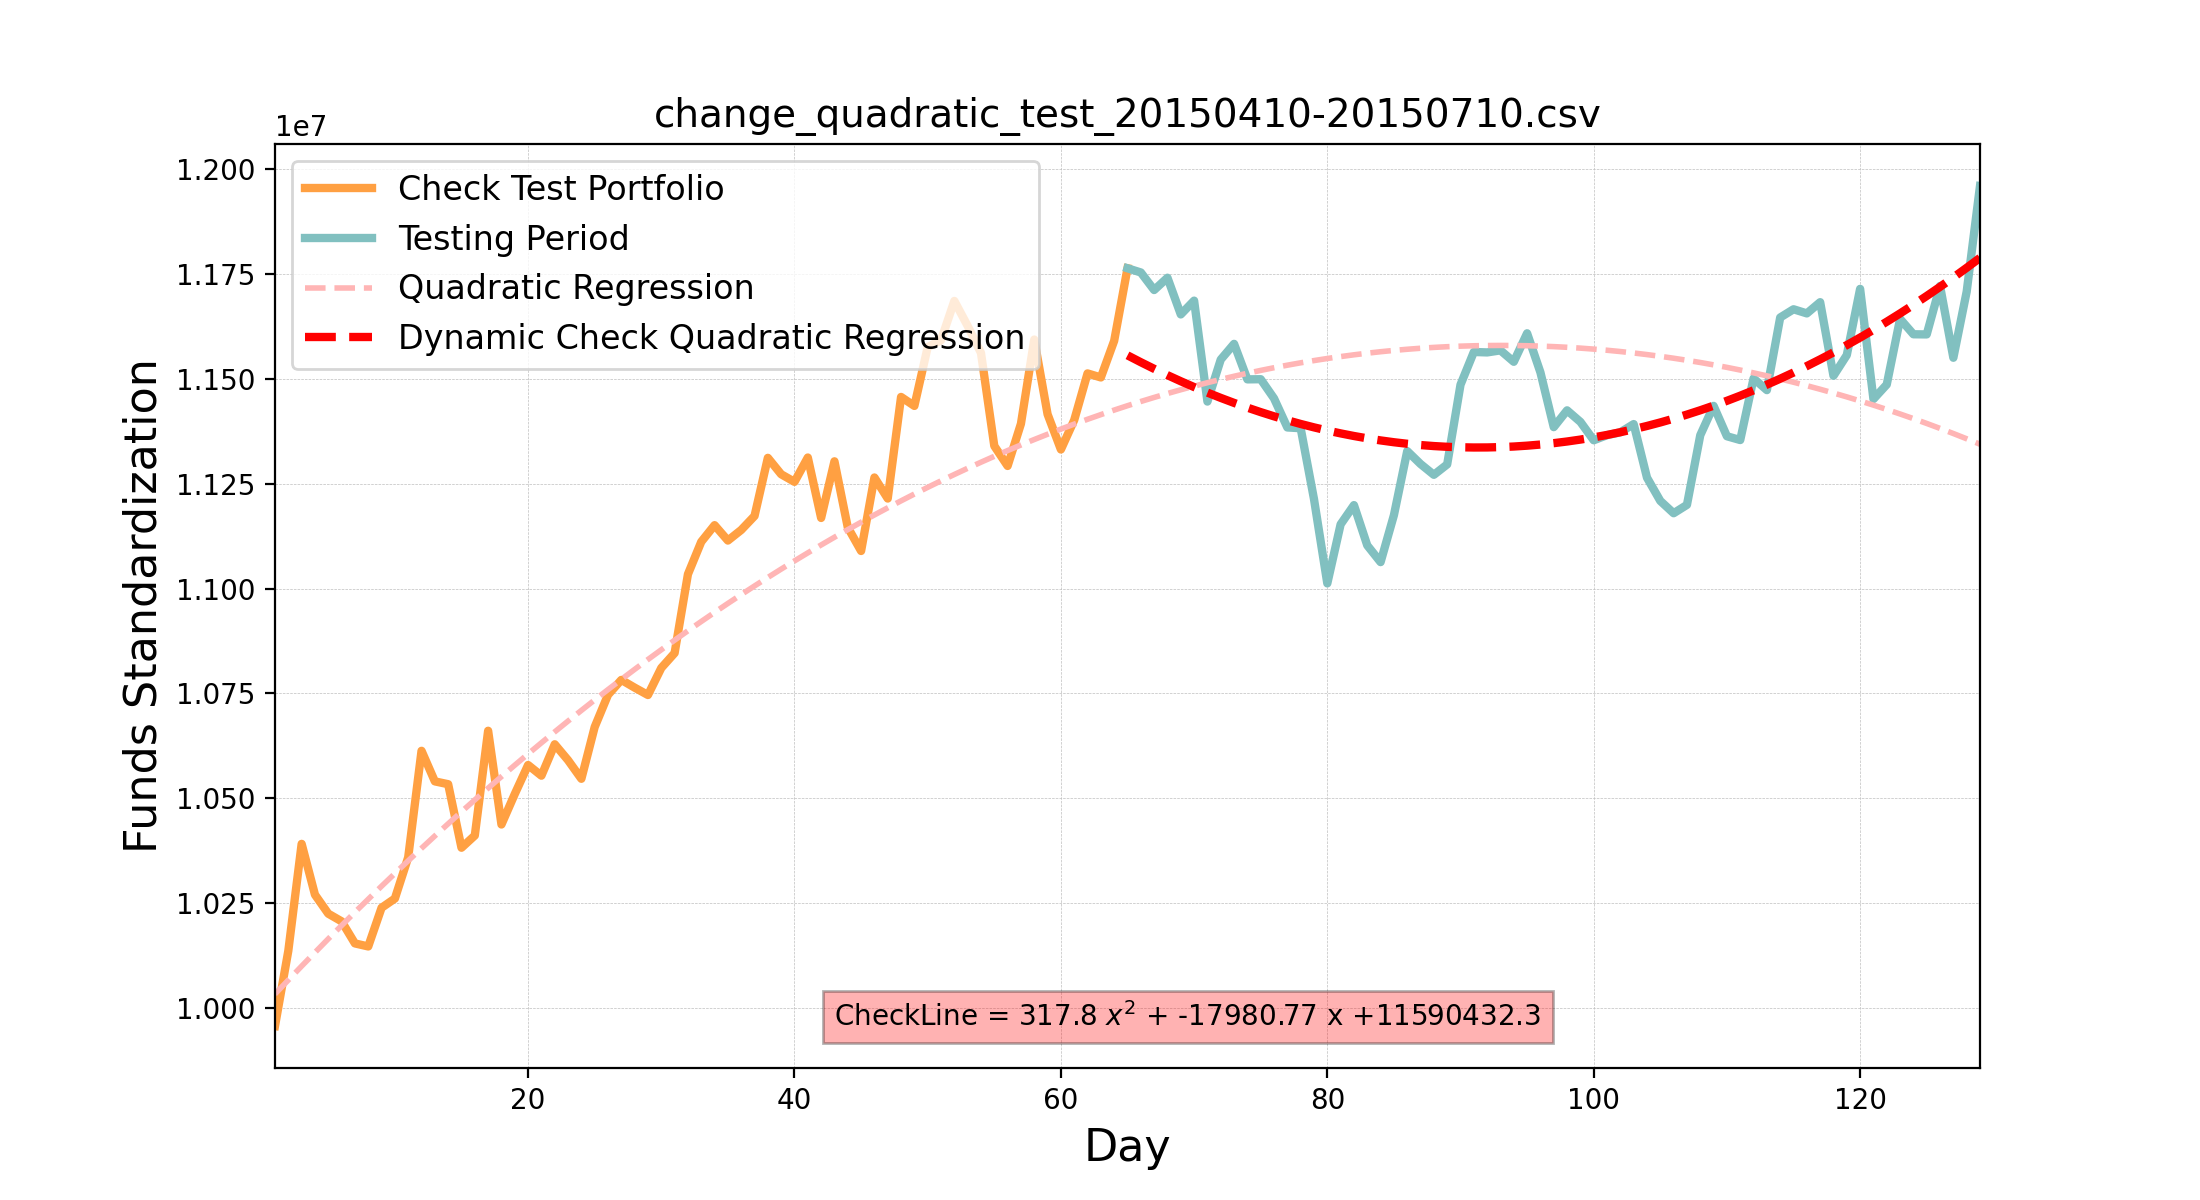 change_quadratic_test_20150410-20150710.csv
1e7
Check Test Portfolio
Testing Period
Quadratic Regression
Dynamic Check Quadratic Regression
1.200
1.175
1.150
1.125
1.100
1.075
1.050
1.025
1.000
Funds Standardization
CheckLine = 317.8 x² + -17980.77 x +11590432.3
20 40 60 80 100 120
Day